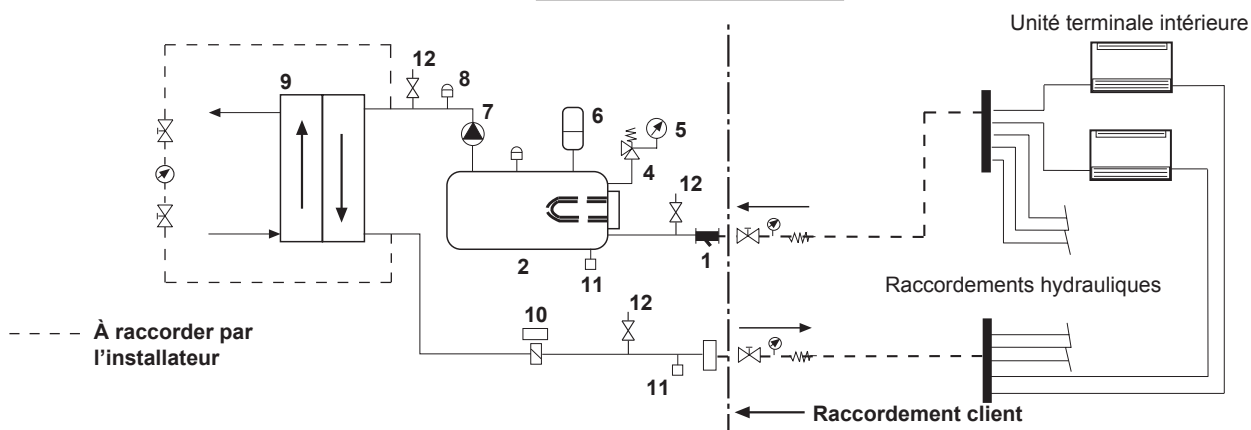 Unité terminale intérieure
12
8
9
7
6
5
4
12
2
11
1
Raccordements hydrauliques
10
12
11
À raccorder par
l’installateur
Raccordement client